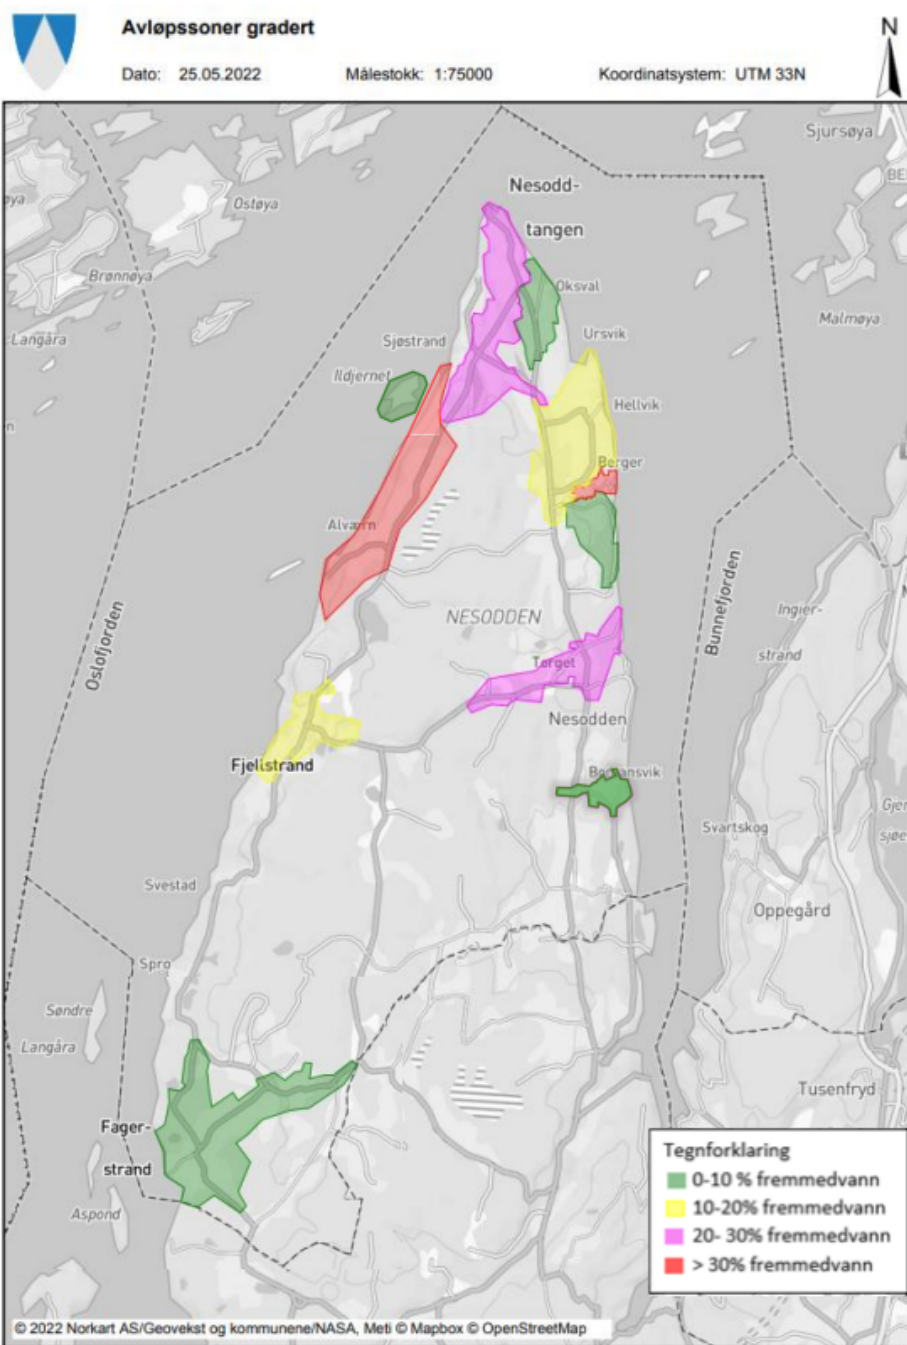 Avløpssoner gradert
N
Dato: 25.05.2022 Målestokk: 1:75000 Koordinatsystem: UTM 33N
Sjursøya
Nesodd-
tangen
Ostøya
Brønnøya
Oksval
Langåra
Malmøya
Ursvik
Sjøstrand
Ildjernet
Hellvik
Berger
Alværn
Oslofjorden
Bunnefjorden
NESODDEN
Ingier-
strand
Torget
Nesodden
Fjellstrand
Svartskog
Gjer
sjøe
Svestad
Oppegård
Spro
Søndre
Langåra
Tusenfryd
Fager-
strand
Aspond
Tegnforklaring
0-10 % fremmedvann
10-20% fremmedvann
20- 30% fremmedvann
> 30% fremmedvann
© 2022 Norkart AS/Geovekst og kommunene/NASA, Meti © Mapbox © OpenStreetMap